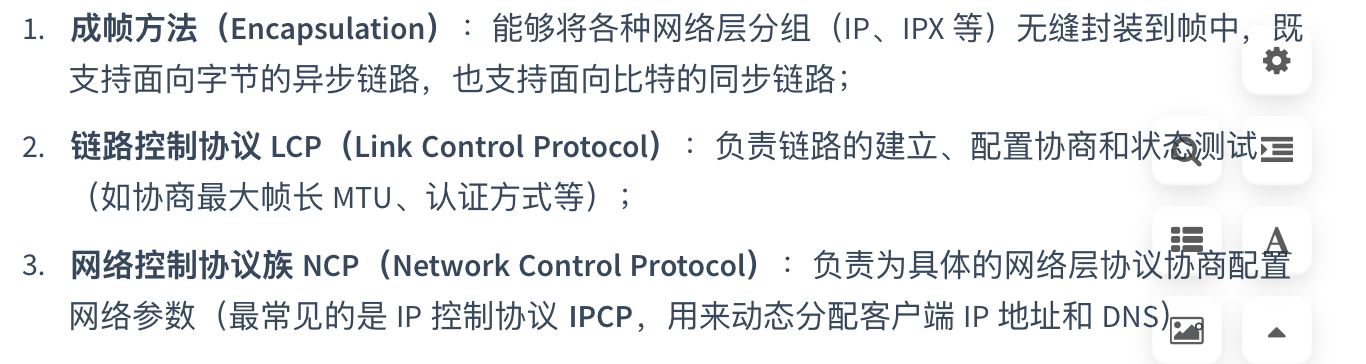 1. 成帧方法（Encapsulation）：能够将各种网络层分组（IP、IPX 等）无缝封装到帧中，既
支持面向字节的异步链路，也支持面向比特的同步链路；
2. 链路控制协议 LCP（Link Control Protocol）：负责链路的建立、配置协商和状态测试
（如协商最大帧长 MTU、认证方式等）；
3. 网络控制协议族 NCP（Network Control Protocol）：负责为具体的网络层协议协商配置
网络参数（最常见的是 IP 控制协议 IPCP，用来动态分配客户端 IP 地址和 DNS）
A